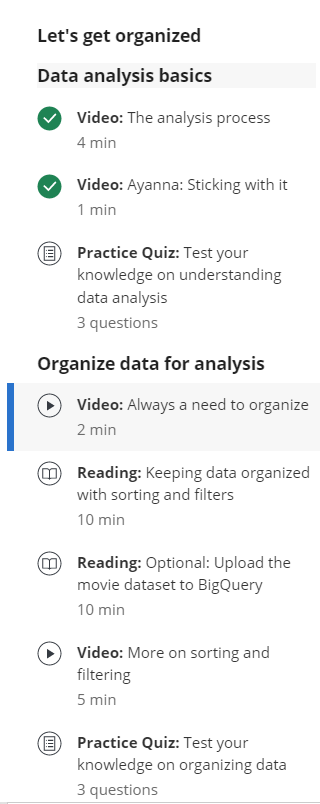 Let's get organized
Data analysis basics
Video: The analysis process
4 min
Video: Ayanna: Sticking with it
1 min
Practice Quiz: Test your
knowledge on understanding
data analysis
3 questions
Organize data for analysis
Video: Always a need to organize
2 min
Reading: Keeping data organized
with sorting and filters
10 min
Reading: Optional: Upload the
movie dataset to BigQuery
10 min
Video: More on sorting and
filtering
5 min
Practice Quiz: Test your
knowledge on organizing data
3 questions